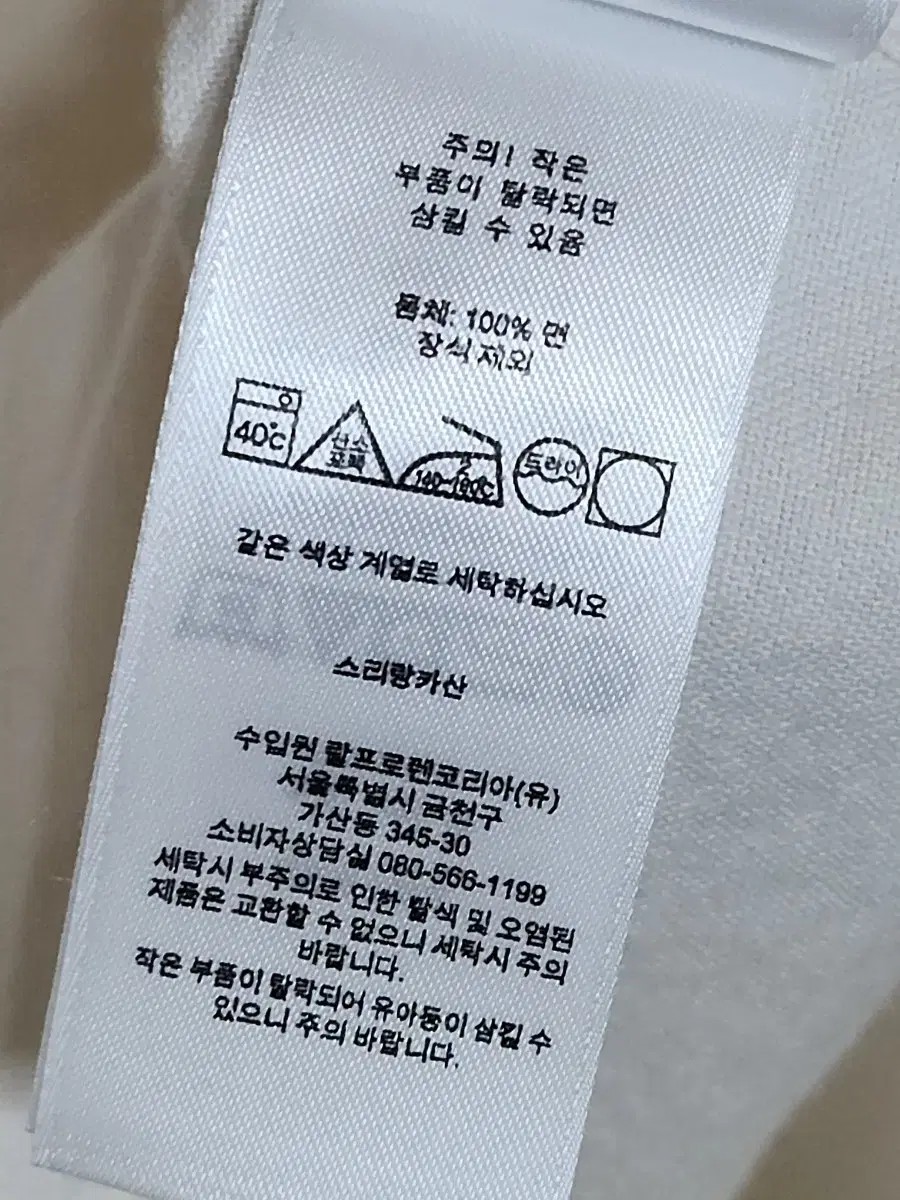 주의! 작은
부품이 탈락되면
삼킬 수 있음
몸체: 100% 면
장식 제외
40℃
산소
표백
2
140~160℃
드라이
같은 색상 계열로 세탁하십시오
스리랑카산
수입원 랄프로렌코리아(유)
서울특별시 금천구
가산동 345-30
소비자상담실 080-566-1199
세탁시 부주의로 인한 탈색 및 오염된
제품은 교환할 수 없으니 세탁시 주의
바랍니다.
작은 부품이 탈락되어 유아동이 삼킬 수
있으니 주의 바랍니다.